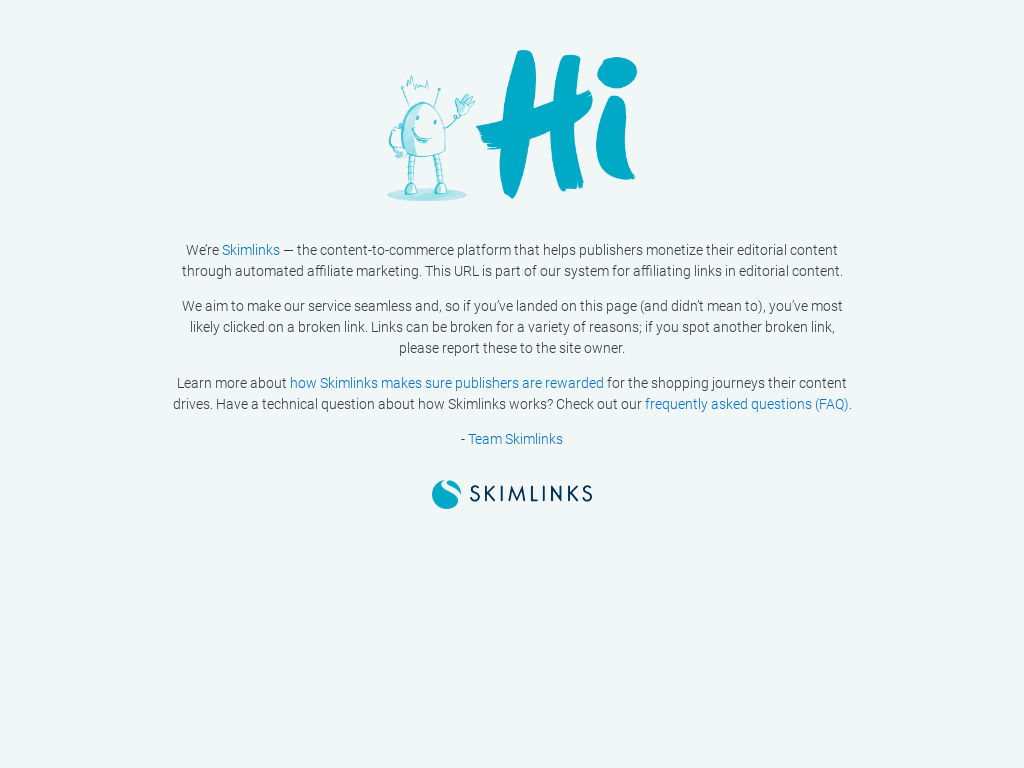 Hi
We’re Skimlinks — the content-to-commerce platform that helps publishers monetize their editorial content
through automated affiliate marketing. This URL is part of our system for affiliating links in editorial content.
We aim to make our service seamless and, so if you’ve landed on this page (and didn’t mean to), you’ve most
likely clicked on a broken link. Links can be broken for a variety of reasons; if you spot another broken link,
please report these to the site owner.
Learn more about how Skimlinks makes sure publishers are rewarded for the shopping journeys their content
drives. Have a technical question about how Skimlinks works? Check out our frequently asked questions (FAQ).
- Team Skimlinks
SKIMLINKS